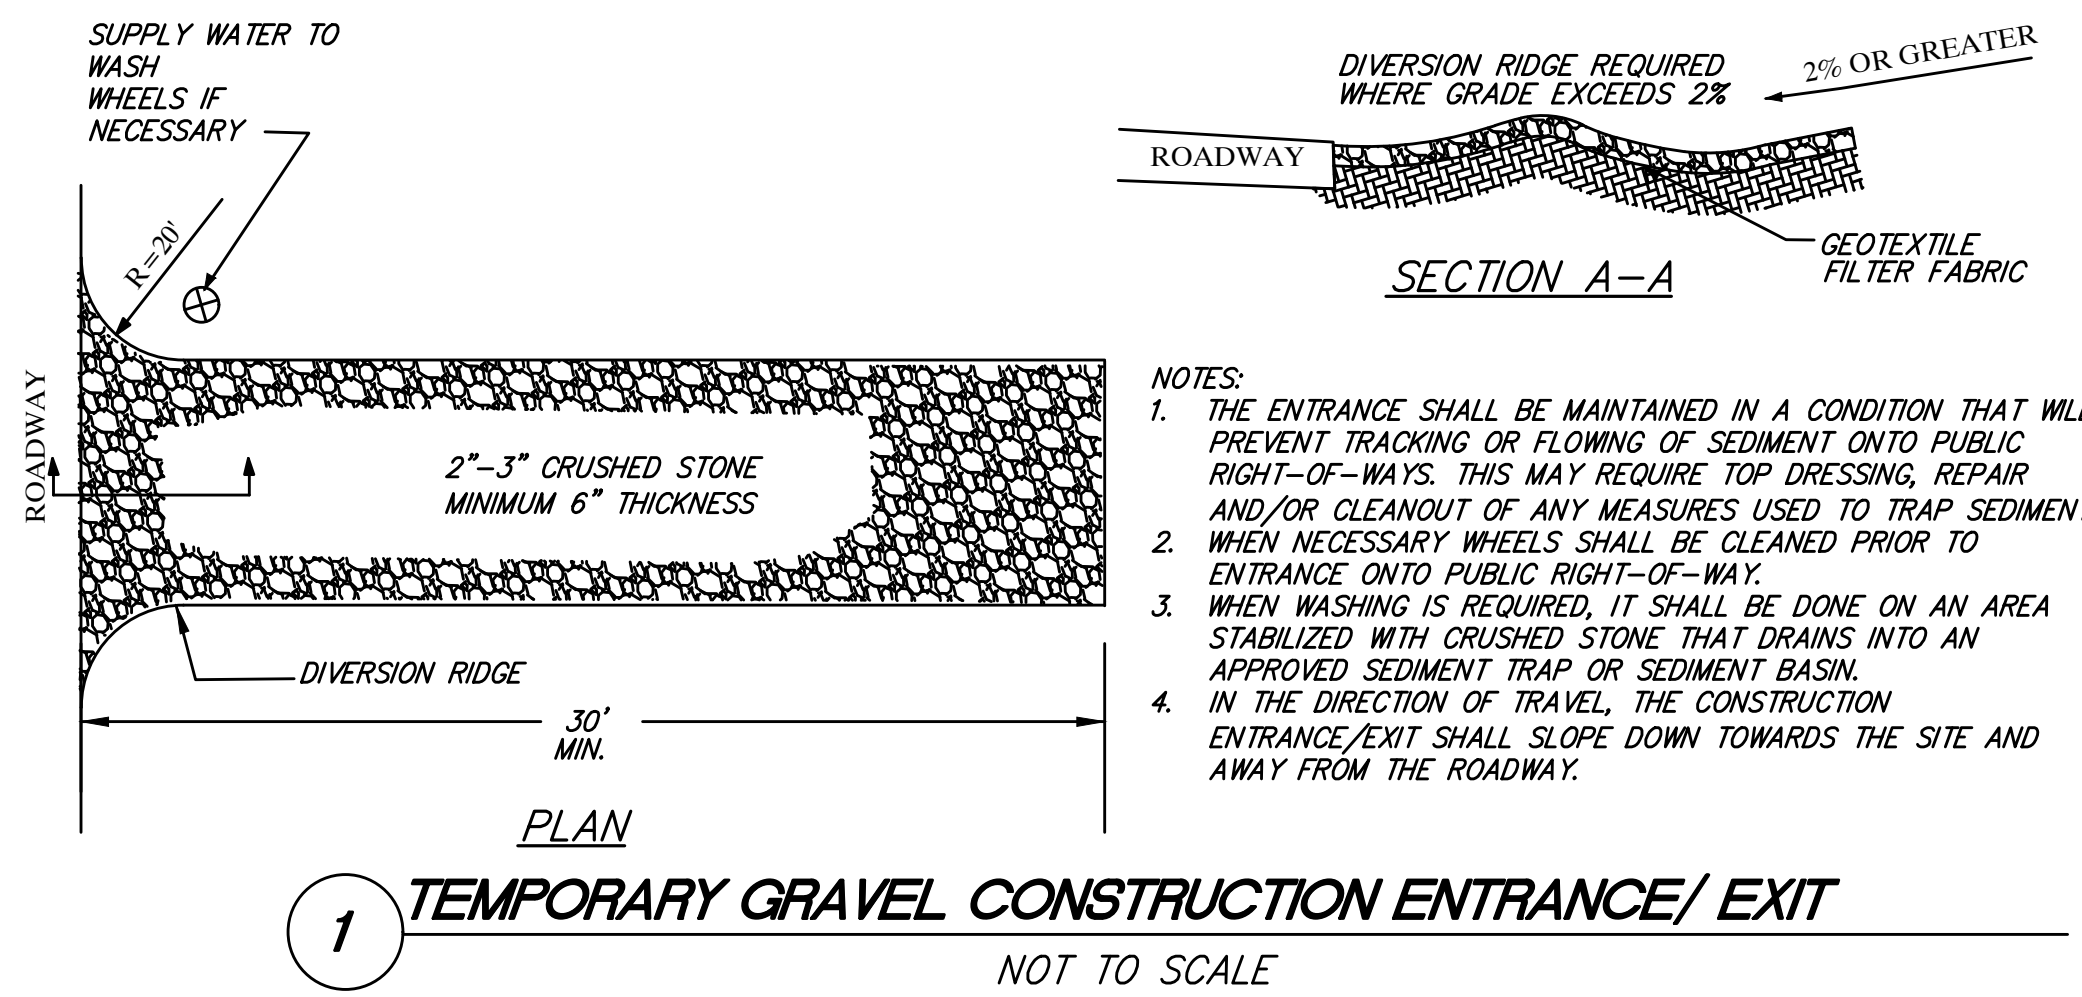 SUPPLY WATER TO
WASH
WHEELS IF
NECESSARY
R=20'
ROADWAY
2"-3" CRUSHED STONE
MINIMUM 6" THICKNESS
DIVERSION RIDGE
30'
MIN.
PLAN
DIVERSION RIDGE REQUIRED
WHERE GRADE EXCEEDS 2%
2% OR GREATER
ROADWAY
GEOTEXTILE
FILTER FABRIC
SECTION A-A
NOTES:
1. THE ENTRANCE SHALL BE MAINTAINED IN A CONDITION THAT WILL
PREVENT TRACKING OR FLOWING OF SEDIMENT ONTO PUBLIC
RIGHT-OF-WAYS. THIS MAY REQUIRE TOP DRESSING, REPAIR
AND/OR CLEANOUT OF ANY MEASURES USED TO TRAP SEDIMENT
2. WHEN NECESSARY WHEELS SHALL BE CLEANED PRIOR TO
ENTRANCE ONTO PUBLIC RIGHT-OF-WAY.
3. WHEN WASHING IS REQUIRED, IT SHALL BE DONE ON AN AREA
STABILIZED WITH CRUSHED STONE THAT DRAINS INTO AN
APPROVED SEDIMENT TRAP OR SEDIMENT BASIN.
4. IN THE DIRECTION OF TRAVEL, THE CONSTRUCTION
ENTRANCE/EXIT SHALL SLOPE DOWN TOWARDS THE SITE AND
AWAY FROM THE ROADWAY.
1 TEMPORARY GRAVEL CONSTRUCTION ENTRANCE/ EXIT
NOT TO SCALE